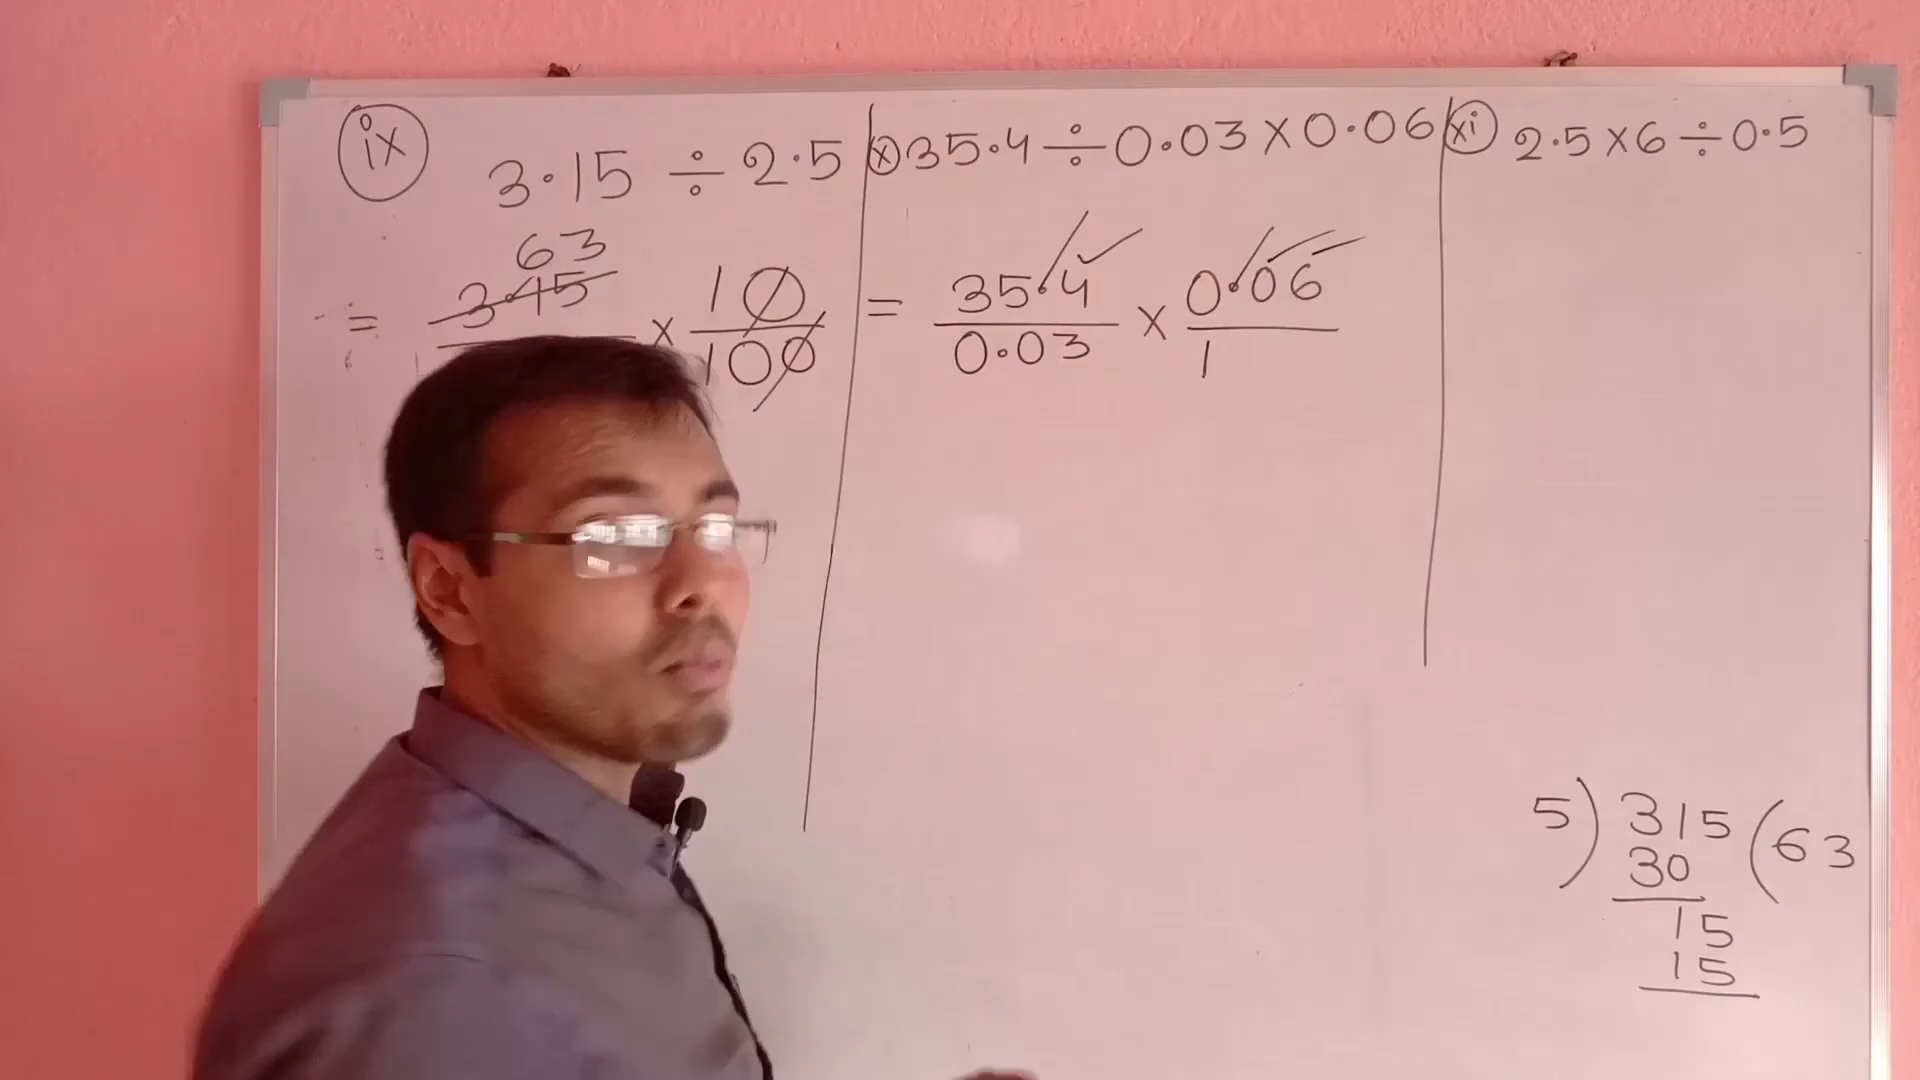 ix 3.15 ÷ 2.5
63
= 3.15 × 10
100
x 35.4 ÷ 0.03 × 0.06
= 35.4 × 0.06
0.03 1
xi 2.5 × 6 ÷ 0.5
5) 315 (63
30
15
15